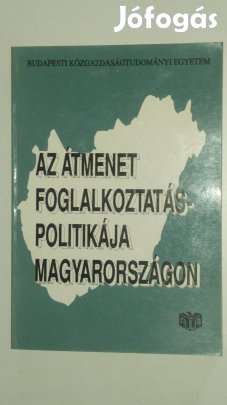 Jófogás
BUDAPESTI KÖZGAZDASÁGTUDOMÁNYI EGYETEM
AZ ÁTMENET
FOGLALKOZTATÁS-
POLITIKÁJA
MAGYARORSZÁGON